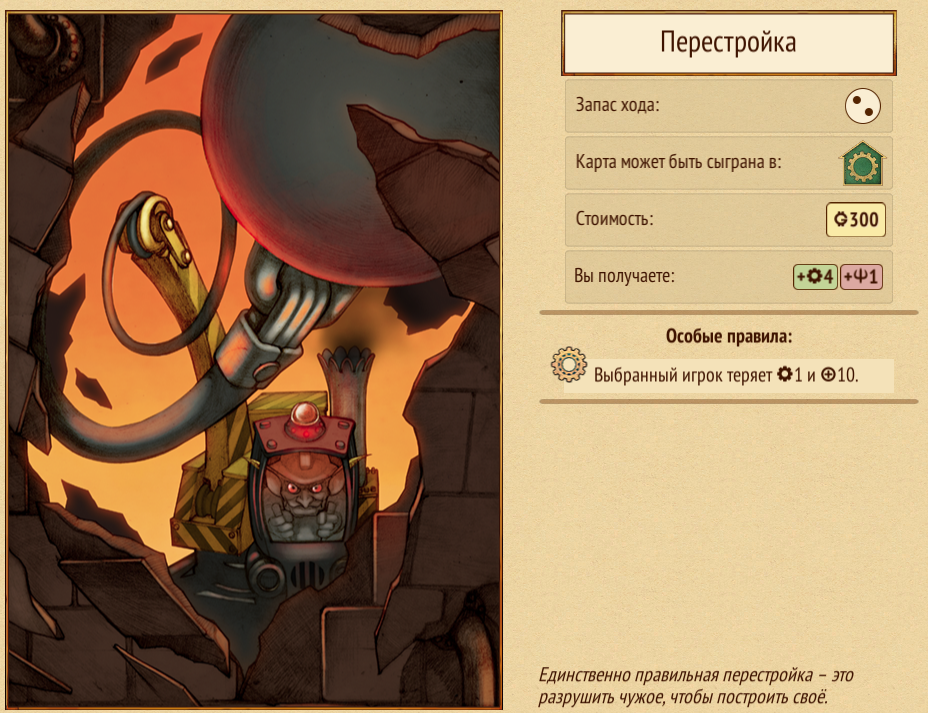 Перестройка
Запас хода:
Карта может быть сыграна в:
Стоимость:
300
Вы получаете:
+4 +1
Особые правила:
Выбранный игрок теряет 1 и 10.
Единственно правильная перестройка – это
разрушить чужое, чтобы построить своё.